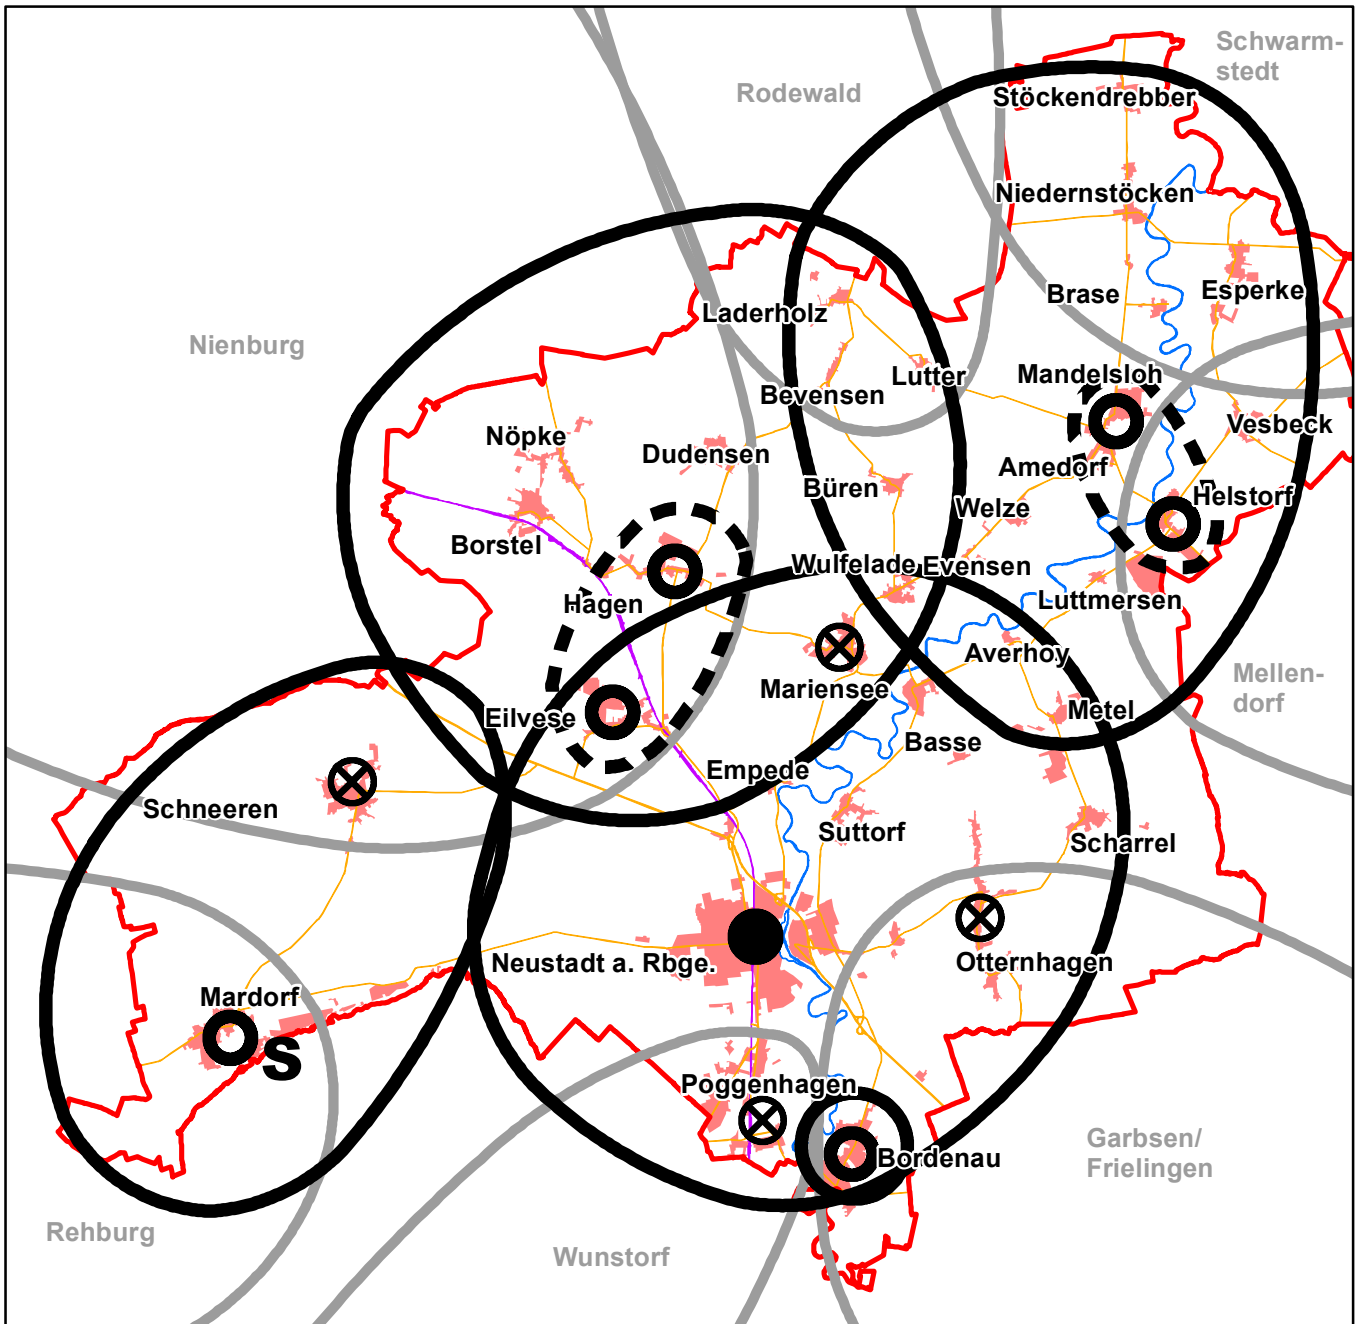 Schwarm-
stedt
Rodewald
Stöckendrebber
Niedernstöcken
Esperke
Brase
Laderholz
Nienburg
Lutter
Mandelsloh
Bevensen
Vesbeck
Nöpke
Dudensen
Amedorf
Büren
Helstorf
Welze
Borstel
Wulfelade
Evensen
Hagen
Luttmersen
Averhoy
Mariensee
Mellen-
dorf
Eilvese
Metel
Basse
Empede
Schneeren
Suttorf
Scharrel
Neustadt a. Rbge.
Otternhagen
Mardorf
S
Poggenhagen
Garbsen/
Frielingen
Bordenau
Rehburg
Wunstorf